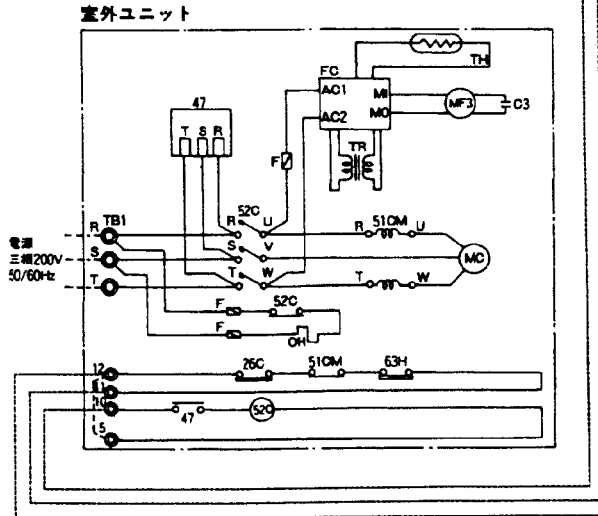 室外ユニット
TH
FC
AC1 MI
AC2 MO
MF3 C3
47
T S R
F
TR
TB1
52C
R R U R 51CM U
電源
三相200V
50/60Hz
S S V MC
T T W T W
F 52C
F OH
12 26C 51CM 63H
11
10
47 52C
5